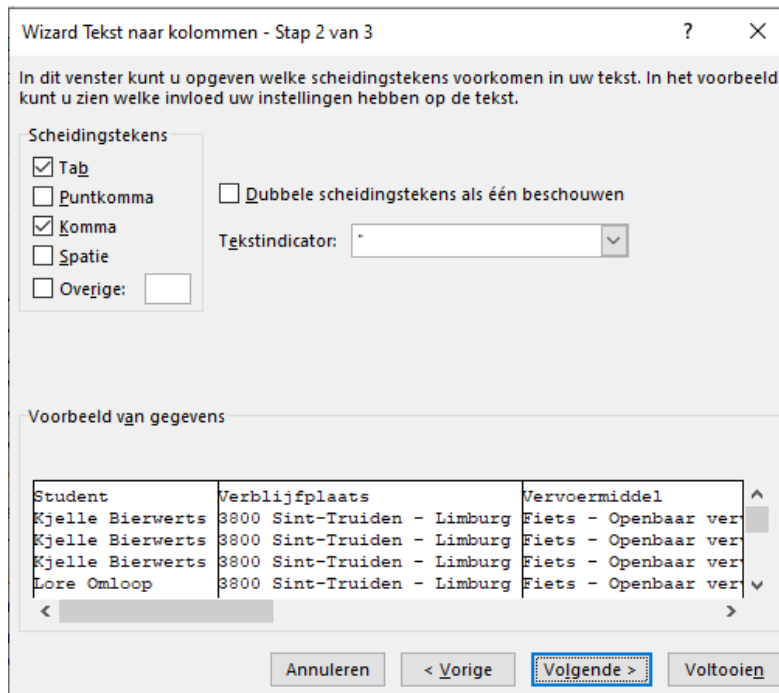 Wizard Tekst naar kolommen - Stap 2 van 3 ? ×
In dit venster kunt u opgeven welke scheidingstekens voorkomen in uw tekst. In het voorbeeld
kunt u zien welke invloed uw instellingen hebben op de tekst.
Scheidingstekens
Tab
Puntkomma
Komma
Spatie
Overige:
Dubbele scheidingstekens als één beschouwen
Tekstindicator: "
Voorbeeld van gegevens
Student Verblijfplaats Vervoermiddel
Kjelle Bierwerts 3800 Sint-Truiden - Limburg Fiets - Openbaar ver
Kjelle Bierwerts 3800 Sint-Truiden - Limburg Fiets - Openbaar ver
Kjelle Bierwerts 3800 Sint-Truiden - Limburg Fiets - Openbaar ver
Lore Omloop 3800 Sint-Truiden - Limburg Fiets - Openbaar ver
Annuleren < Vorige Volgende > Voltooien